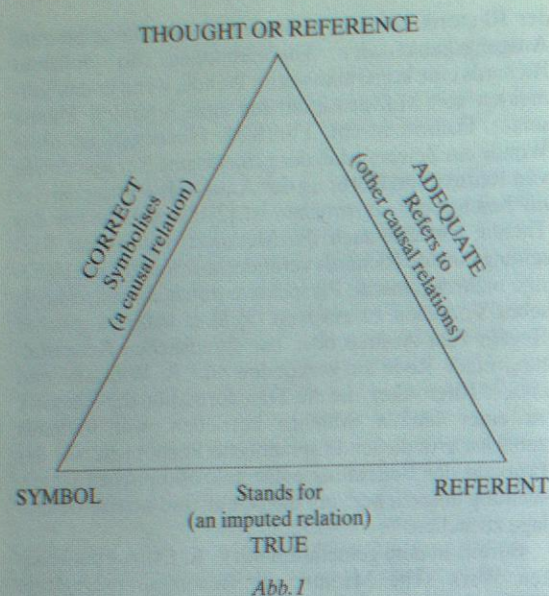 THOUGHT OR REFERENCE
CORRECT
Symbolises
(a causal relation)
ADEQUATE
Refers to
(other causal relations)
SYMBOL
Stands for
(an imputed relation)
TRUE
REFERENT
Abb.1